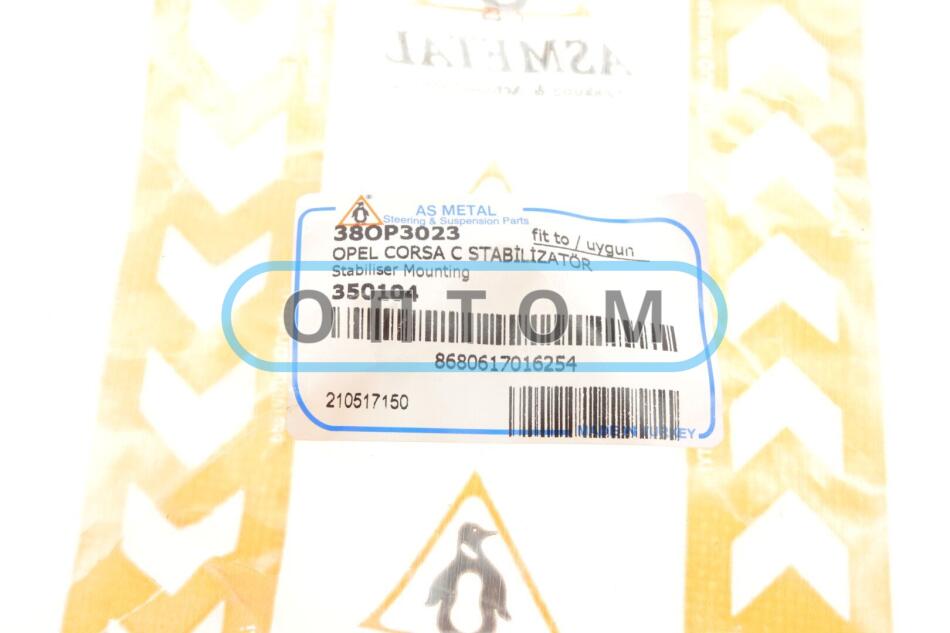 ASMETAL
AS METAL
Steering & Suspension Parts
38OP3023
fit to / uygun
OPEL CORSA C STABİLİZATÖR
Stabiliser Mounting
350104
ОПТОМ
8680617016254
210517150
MADE IN TURKEY